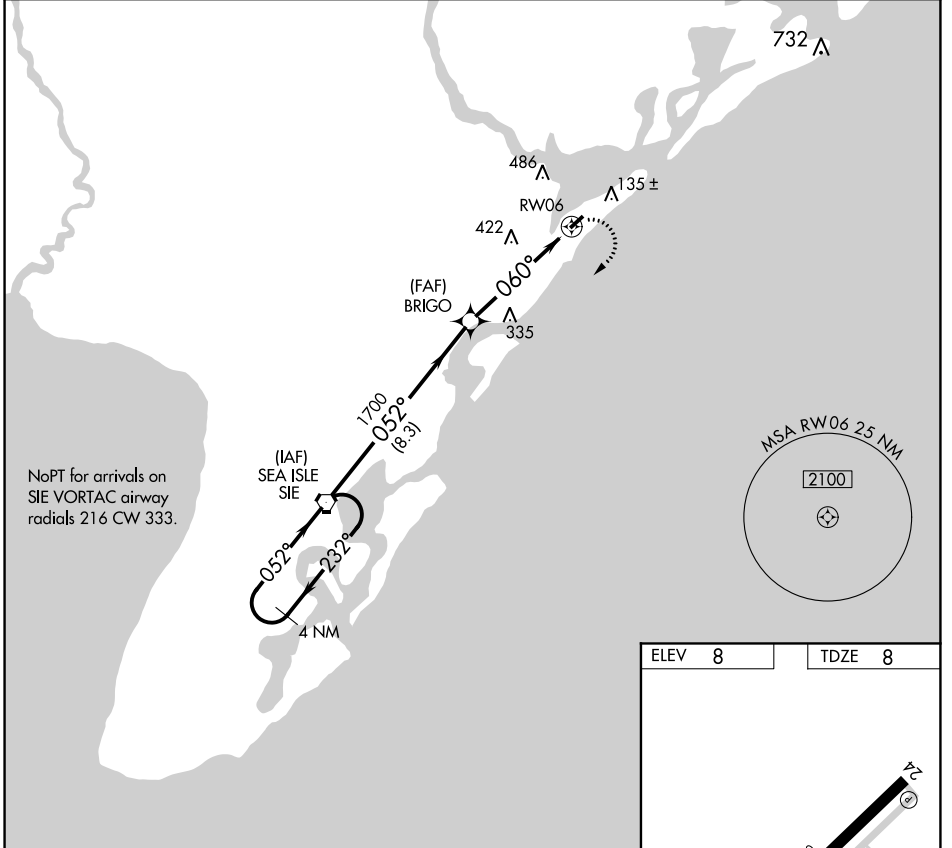 732
486
135 ±
RW06
422
060°
(FAF)
BRIGO
335
1700
052°
(8.3)
(IAF)
SEA ISLE
SIE
NoPT for arrivals on
SIE VORTAC airway
radials 216 CW 333.
052°
232°
4 NM
MSA RW06 25 NM
2100
ELEV 8
TDZE 8
24
P